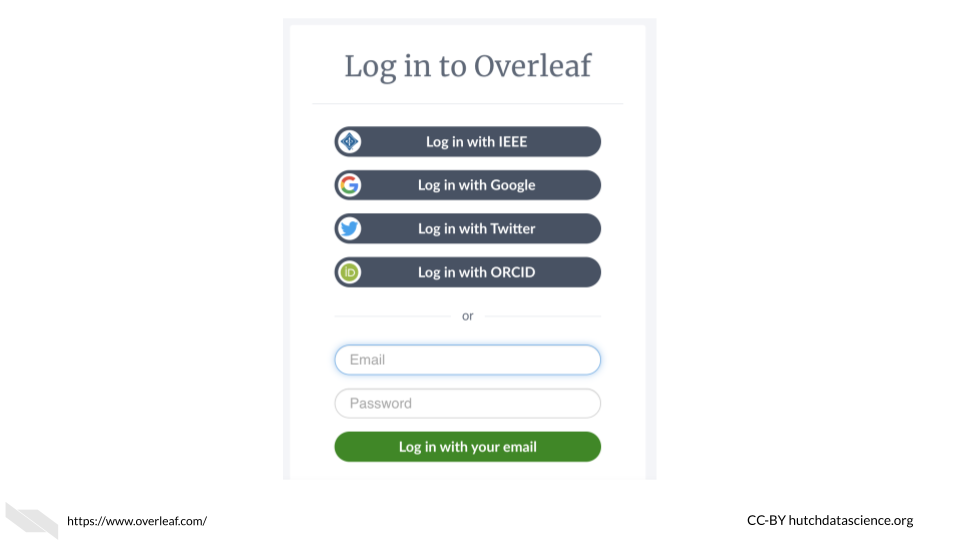 Log in to Overleaf
Log in with IEEE
Log in with Google
Log in with Twitter
iD
Log in with ORCID
or
Email
Password
Log in with your email
https://www.overleaf.com/
CC-BY hutchdatascience.org